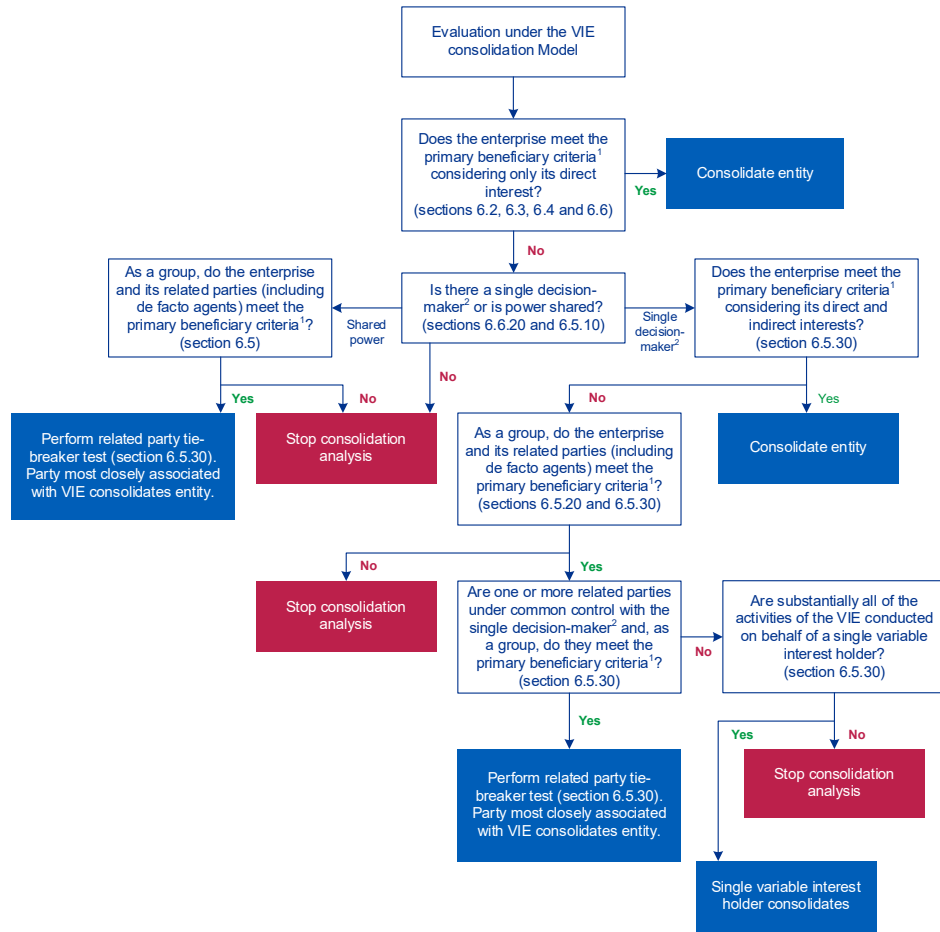 Evaluation under the VIE
consolidation Model
Does the enterprise meet the
primary beneficiary criteria¹
considering only its direct
interest?
(sections 6.2, 6.3, 6.4 and 6.6)
Yes
Consolidate entity
No
Is there a single decision-
maker² or is power shared?
(sections 6.6.20 and 6.5.10)
Shared
power
As a group, do the enterprise
and its related parties (including
de facto agents) meet the
primary beneficiary criteria¹?
(section 6.5)
Single
decision-
maker²
Does the enterprise meet the
primary beneficiary criteria¹
considering its direct and
indirect interests?
(section 6.5.30)
Yes
No
No
Perform related party tie-
breaker test (section 6.5.30).
Party most closely associated
with VIE consolidates entity.
Stop consolidation
analysis
No
Yes
As a group, do the enterprise
and its related parties (including
de facto agents) meet the
primary beneficiary criteria¹?
(sections 6.5.20 and 6.5.30)
Consolidate entity
No
Yes
Stop consolidation
analysis
Are one or more related parties
under common control with the
single decision-maker² and, as
a group, do they meet the
primary beneficiary criteria¹?
(section 6.5.30)
No
Are substantially all of the
activities of the VIE conducted
on behalf of a single variable
interest holder?
(section 6.5.30)
Yes
Yes
No
Perform related party tie-
breaker test (section 6.5.30).
Party most closely associated
with VIE consolidates entity.
Stop consolidation
analysis
Single variable interest
holder consolidates